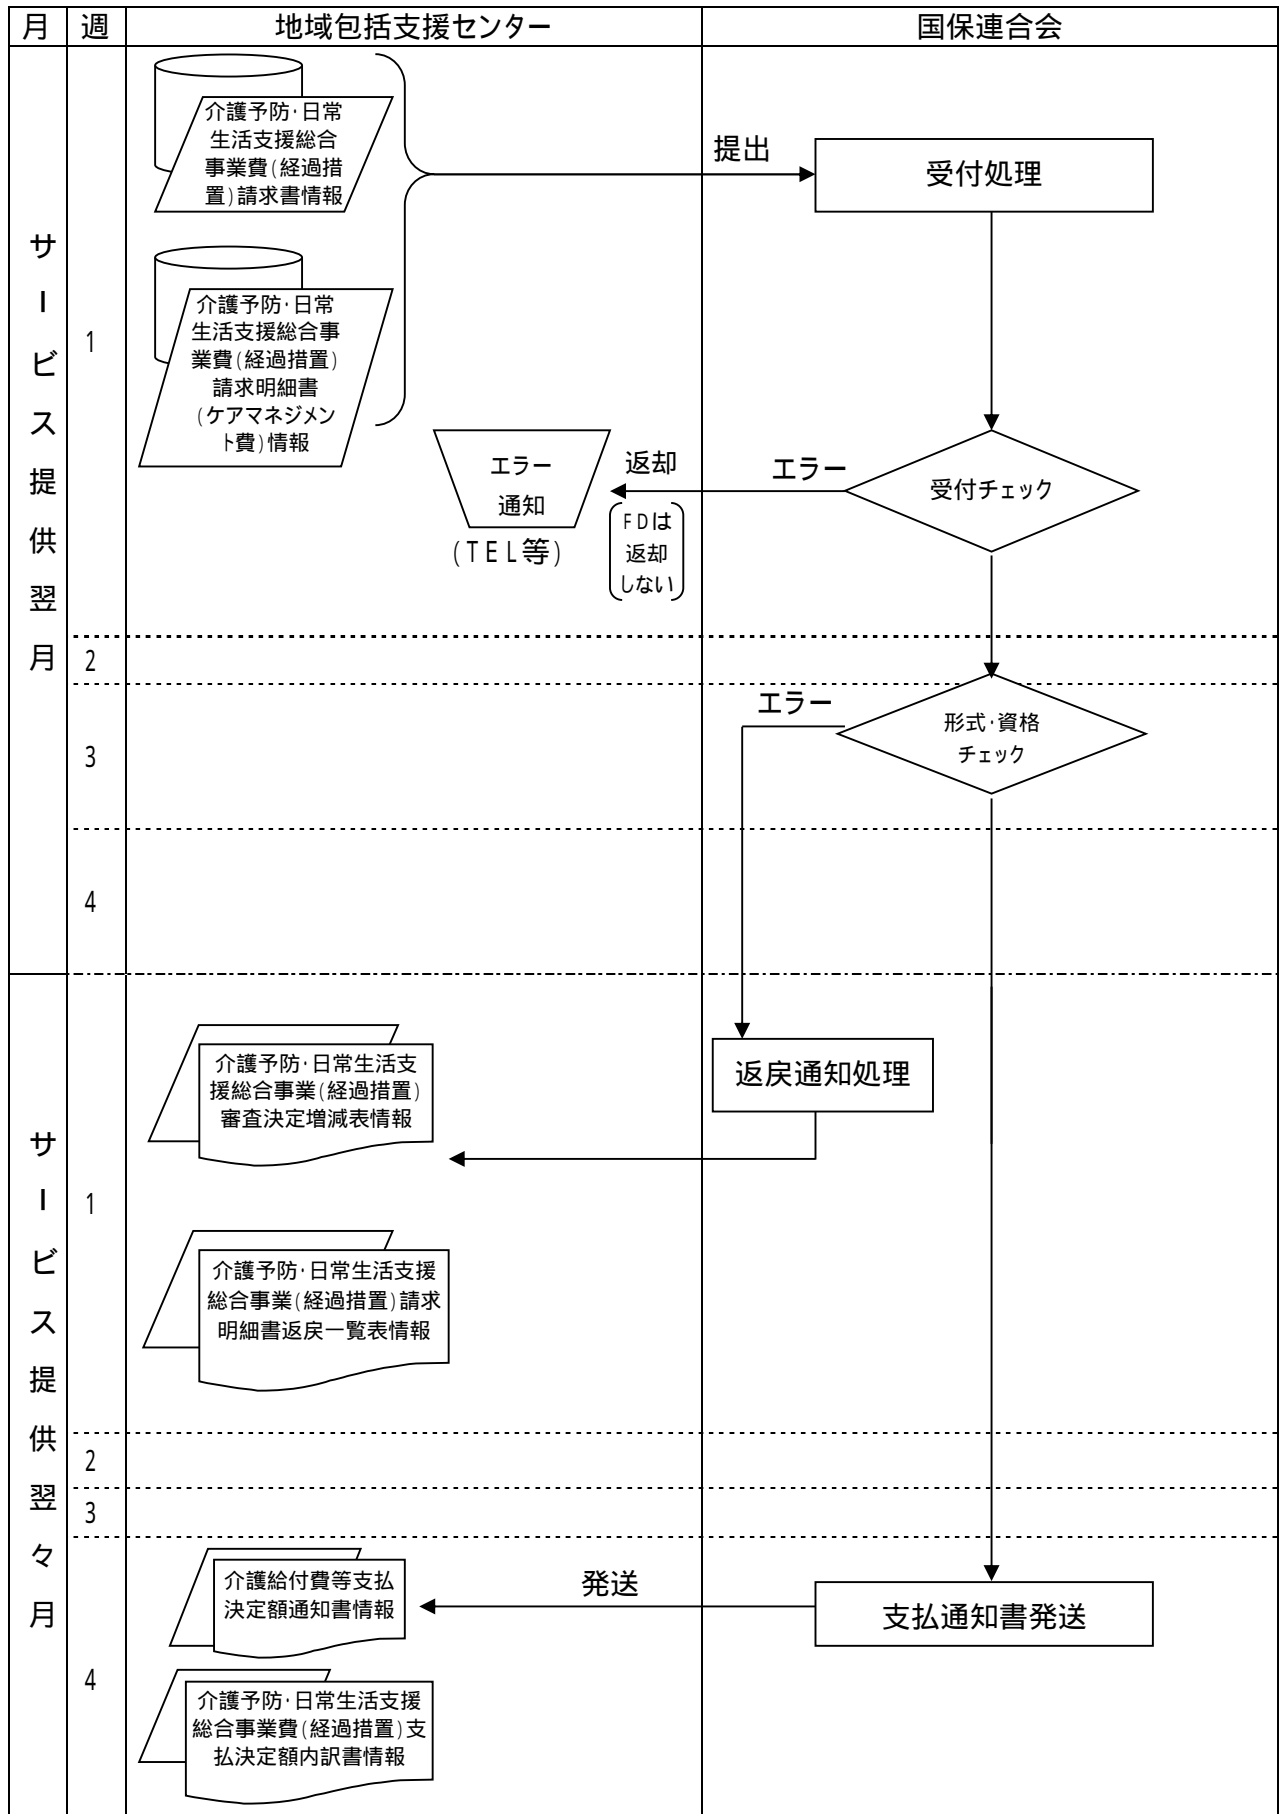 月 週 地域包括支援センター 国保連合会
サービス提供翌月
1
介護予防・日常
生活支援総合
事業費(経過措
置)請求書情報
提出
受付処理
介護予防・日常
生活支援総合事
業費(経過措置)
請求明細書
(ケアマネジメン
ト費)情報
エラー
通知
(TEL等)
返却
FDは
返却
しない
エラー
受付チェック
2
3
エラー
形式・資格
チェック
4
サービス提供翌々月
1
介護予防・日常生活支
援総合事業(経過措置)
審査決定増減表情報
返戻通知処理
介護予防・日常生活支援
総合事業(経過措置)請求
明細書返戻一覧表情報
2
3
4
介護給付費等支払
決定額通知書情報
発送
支払通知書発送
介護予防・日常生活支援
総合事業費(経過措置)支
払決定額内訳書情報